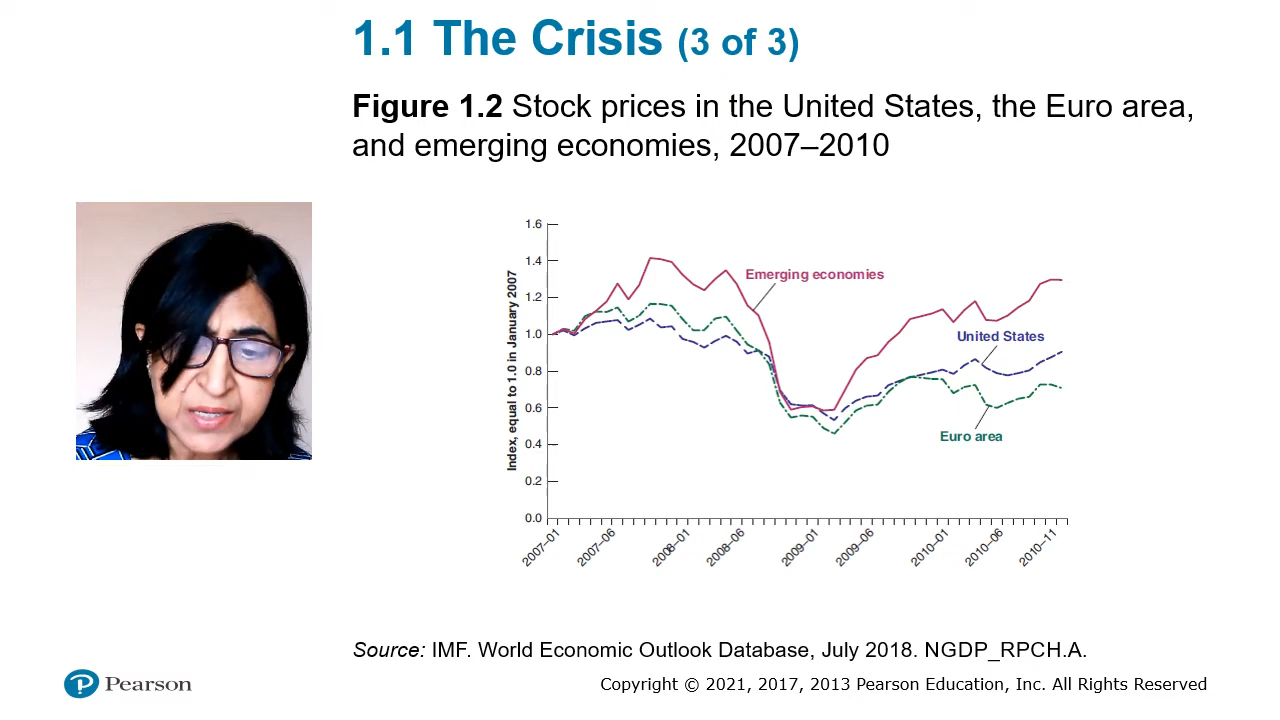 1.1 The Crisis (3 of 3)
Figure 1.2 Stock prices in the United States, the Euro area,
and emerging economies, 2007–2010
Index, equal to 1.0 in January 2007
1.6
1.4
1.2
1.0
0.8
0.6
0.4
0.2
0.0
Emerging economies
United States
Euro area
2007–01
2007–06
2008–01
2008–06
2009–01
2009–06
2010–01
2010–06
2010–11
Source: IMF. World Economic Outlook Database, July 2018. NGDP_RPCH.A.
Pearson
Copyright © 2021, 2017, 2013 Pearson Education, Inc. All Rights Reserved